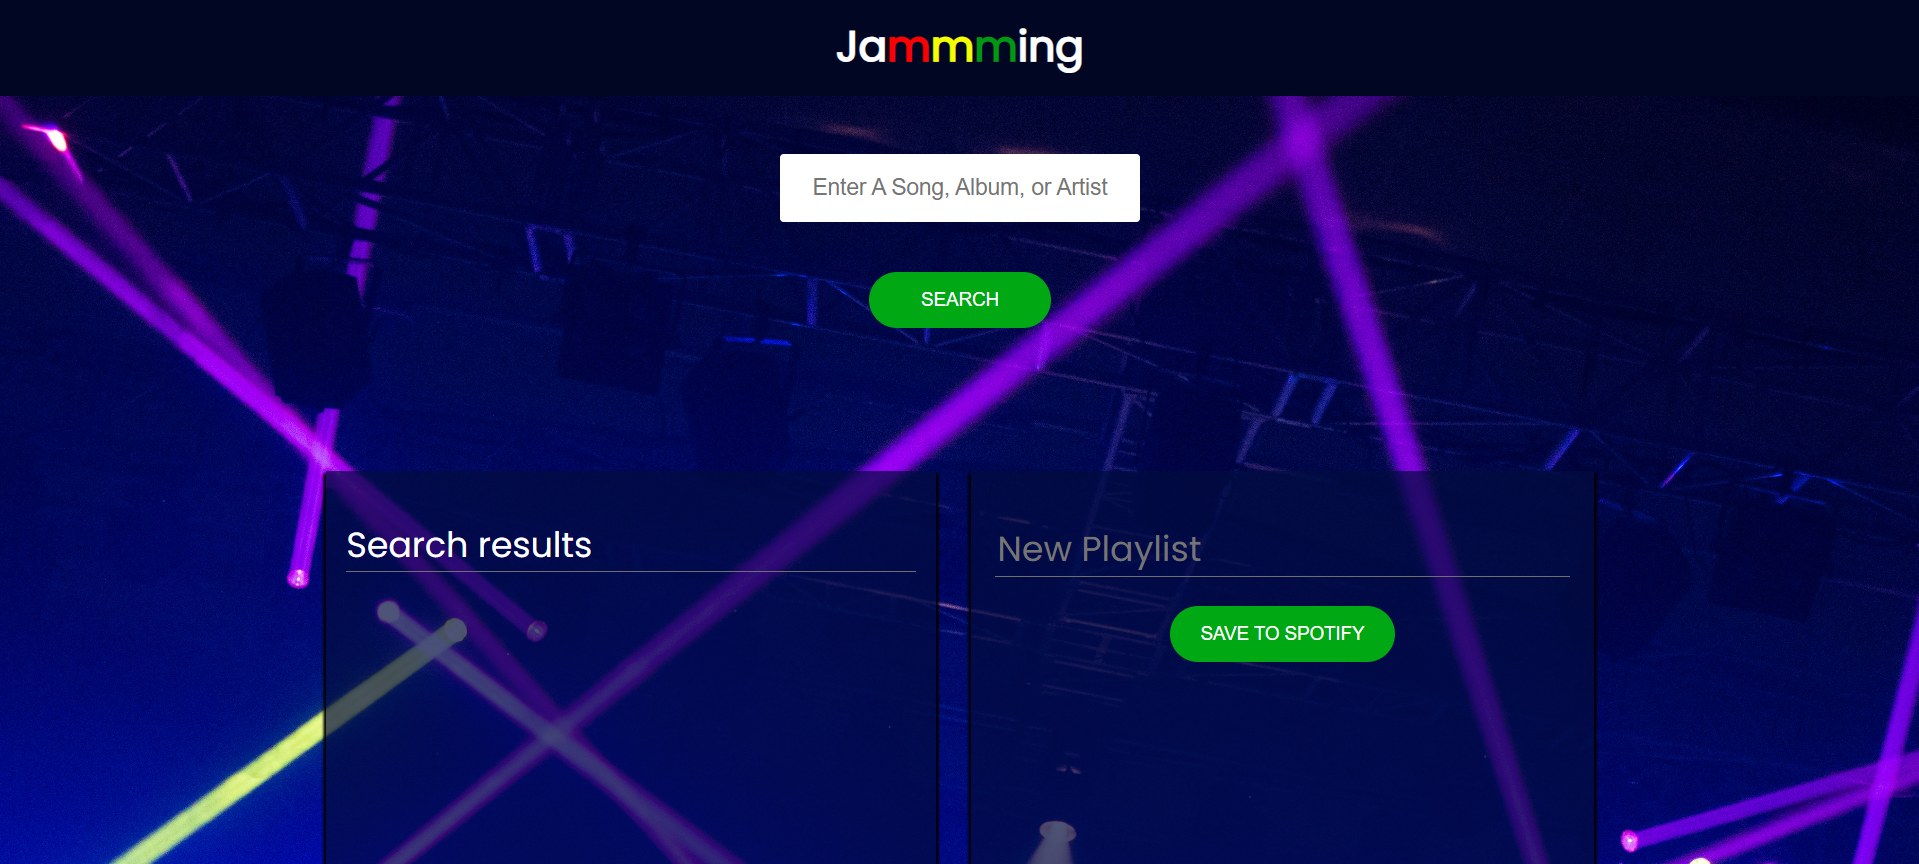 Jammming
Enter A Song, Album, or Artist
SEARCH
Search results
New Playlist
SAVE TO SPOTIFY